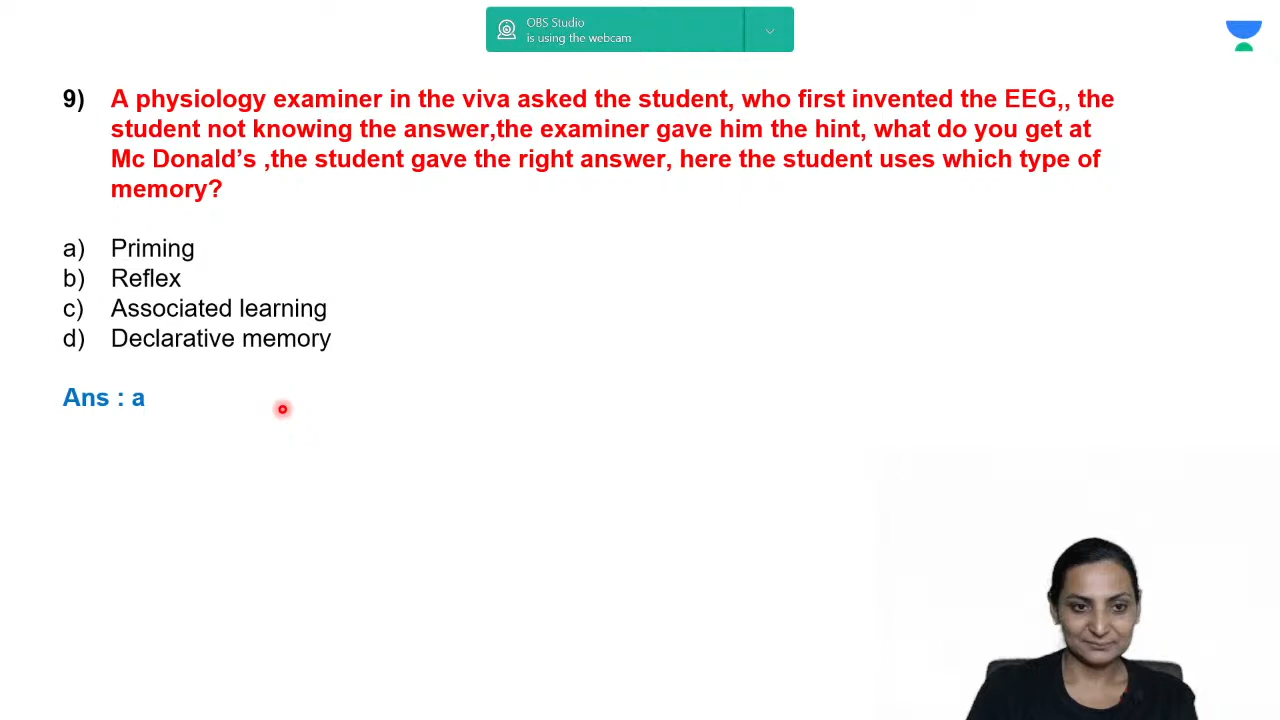 OBS Studio
is using the webcam
9) A physiology examiner in the viva asked the student, who first invented the EEG,, the
student not knowing the answer,the examiner gave him the hint, what do you get at
Mc Donald’s ,the student gave the right answer, here the student uses which type of
memory?
a) Priming
b) Reflex
c) Associated learning
d) Declarative memory
Ans : a